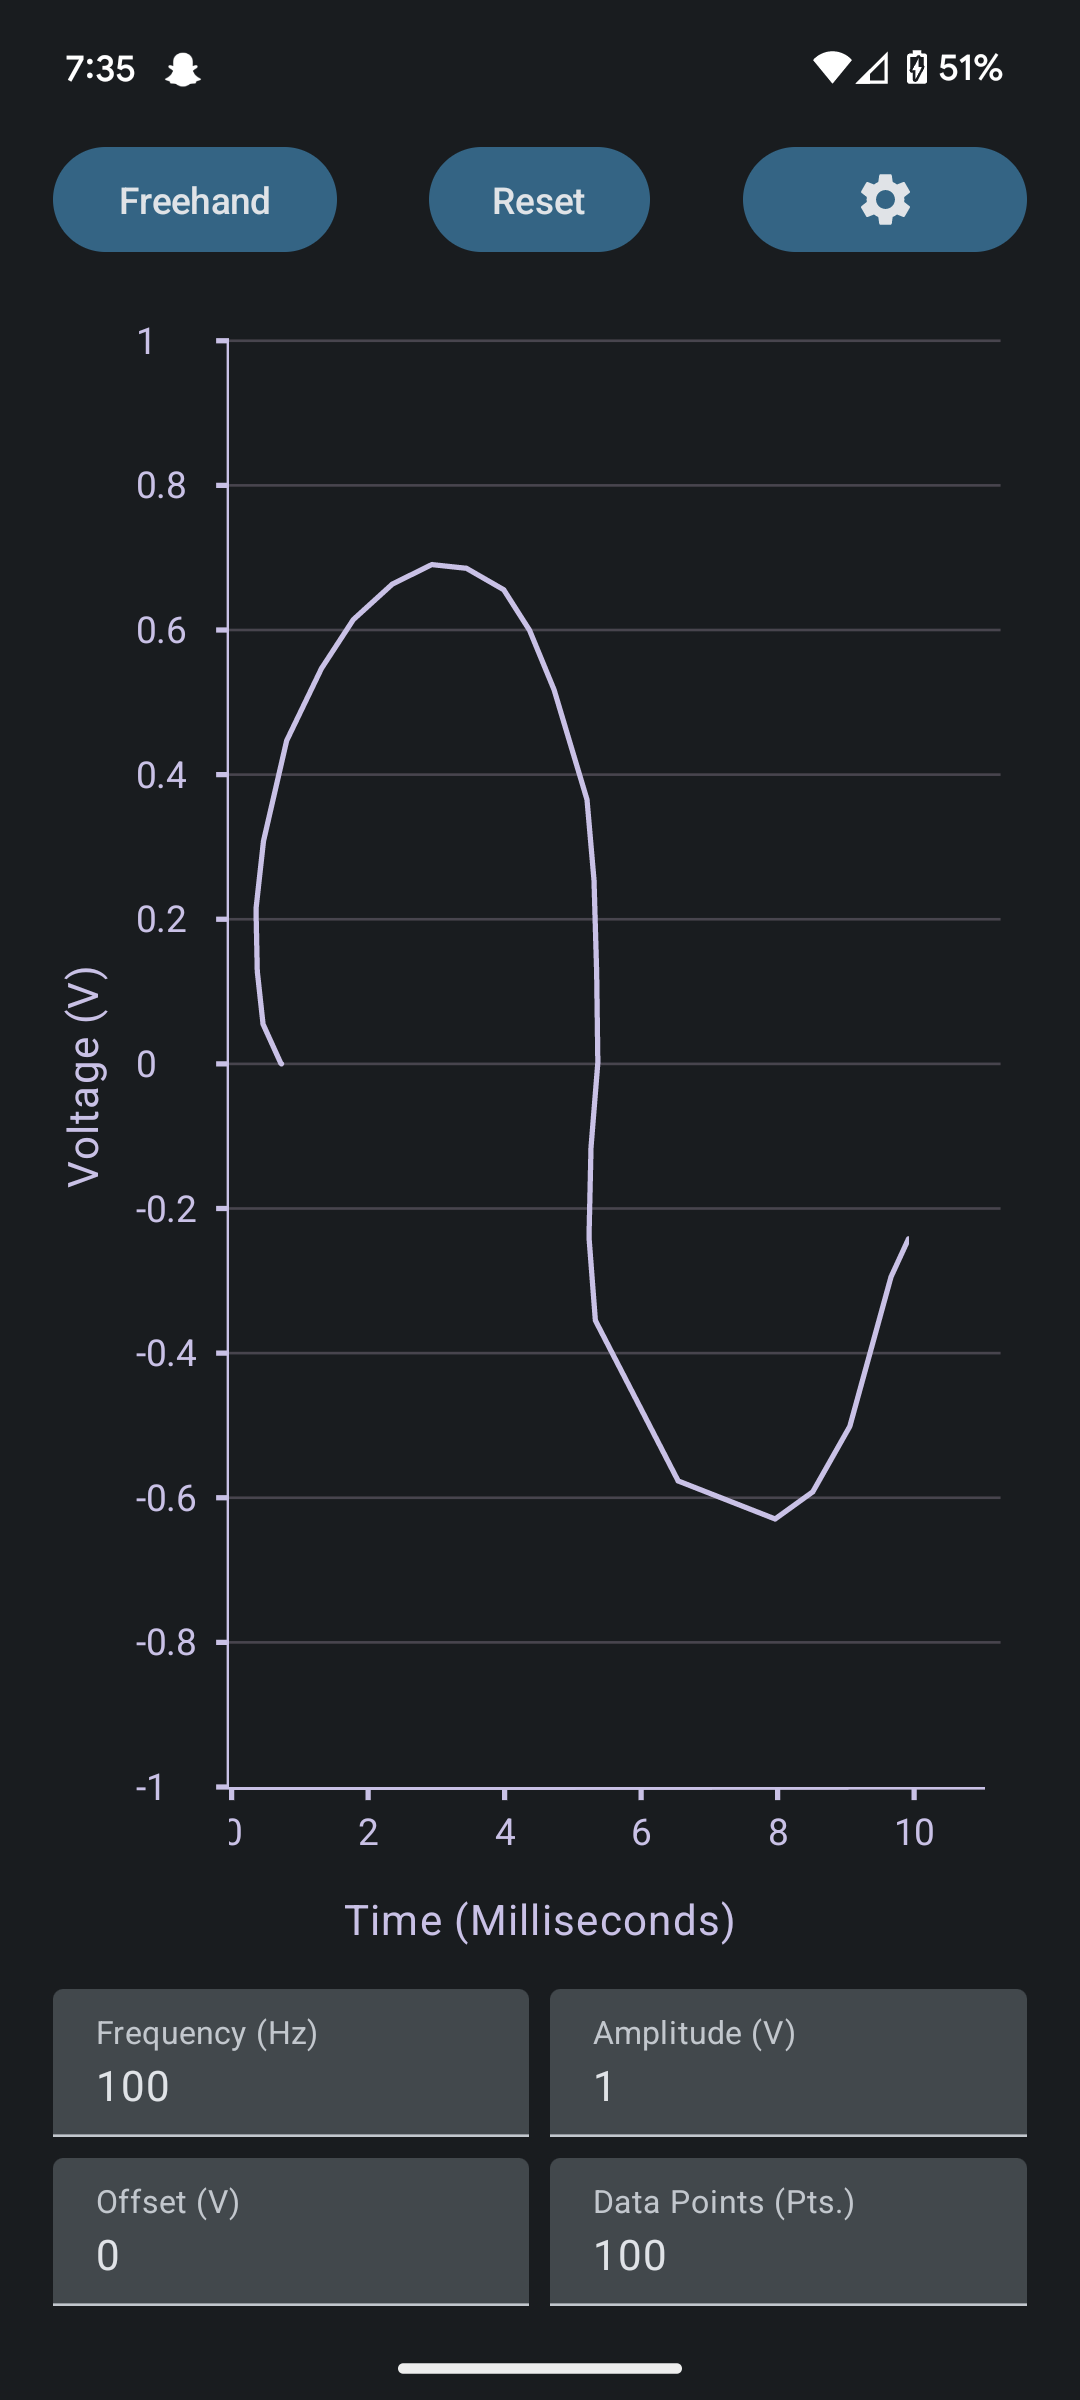 7:35 51%
Freehand Reset
1
0.8
0.6
0.4
0.2
0
-0.2
-0.4
-0.6
-0.8
-1
Voltage (V)
0 2 4 6 8 10
Time (Milliseconds)
Frequency (Hz) Amplitude (V)
100 1
Offset (V) Data Points (Pts.)
0 100